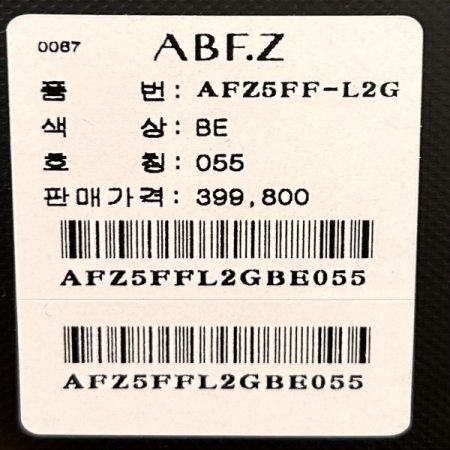 0067 ABF.Z
품 번 : AFZ5FF-L2G
색 상 : BE
호 칭 : 055
판매가격 : 399,800
AFZ5FFL2GBE055
AFZ5FFL2GBE055